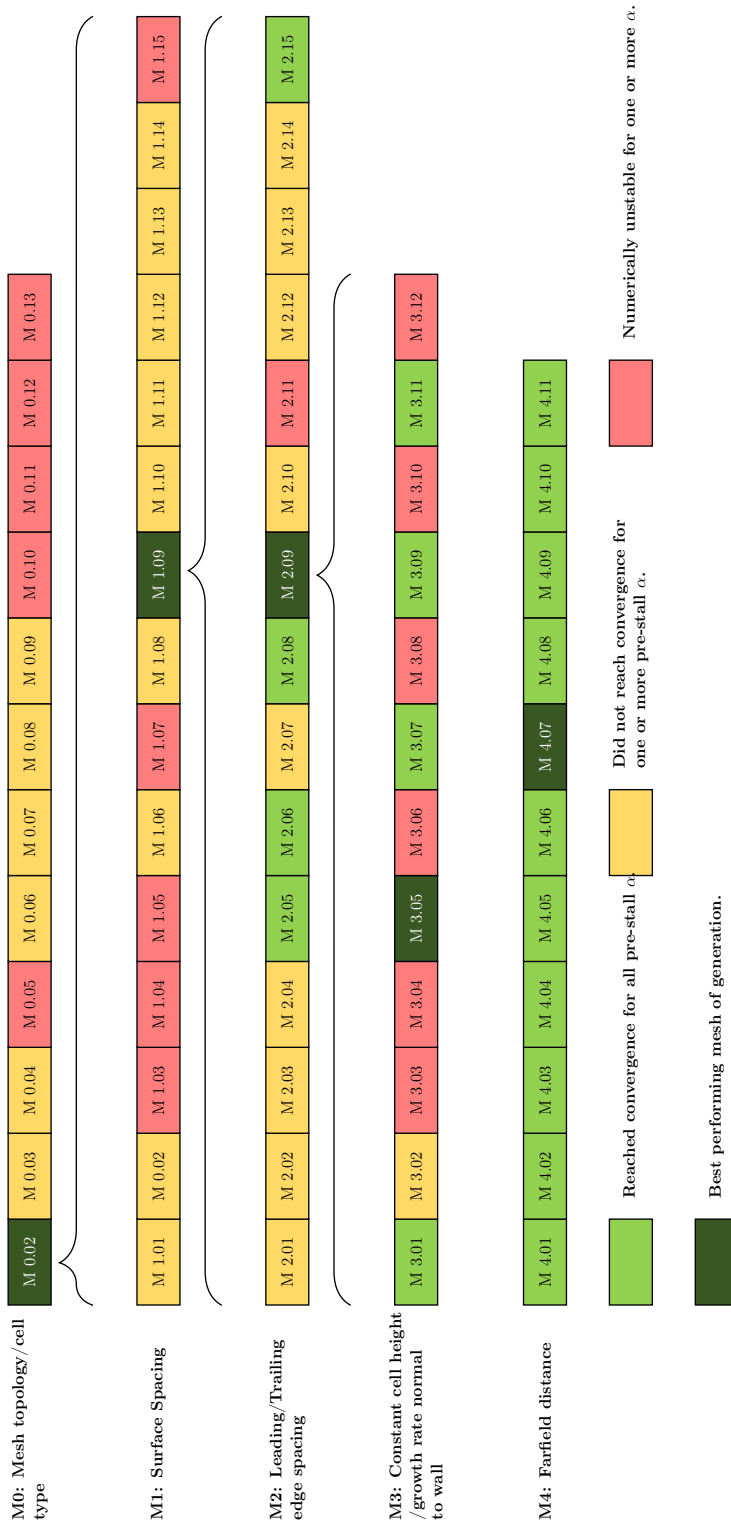 M0: Mesh topology/cell
type
M 0.02
M 0.03
M 0.04
M 0.05
M 0.06
M 0.07
M 0.08
M 0.09
M 0.10
M 0.11
M 0.12
M 0.13
M1: Surface Spacing
M 1.01
M 0.02
M 1.03
M 1.04
M 1.05
M 1.06
M 1.07
M 1.08
M 1.09
M 1.10
M 1.11
M 1.12
M 1.13
M 1.14
M 1.15
M2: Leading/Trailing
edge spacing
M 2.01
M 2.02
M 2.03
M 2.04
M 2.05
M 2.06
M 2.07
M 2.08
M 2.09
M 2.10
M 2.11
M 2.12
M 2.13
M 2.14
M 2.15
M3: Constant cell height
/growth rate normal
to wall
M 3.01
M 3.02
M 3.03
M 3.04
M 3.05
M 3.06
M 3.07
M 3.08
M 3.09
M 3.10
M 3.11
M 3.12
M4: Farfield distance
M 4.01
M 4.02
M 4.03
M 4.04
M 4.05
M 4.06
M 4.07
M 4.08
M 4.09
M 4.10
M 4.11
Reached convergence for all pre-stall α.
Did not reach convergence for
one or more pre-stall α.
Numerically unstable for one or more α.
Best performing mesh of generation.